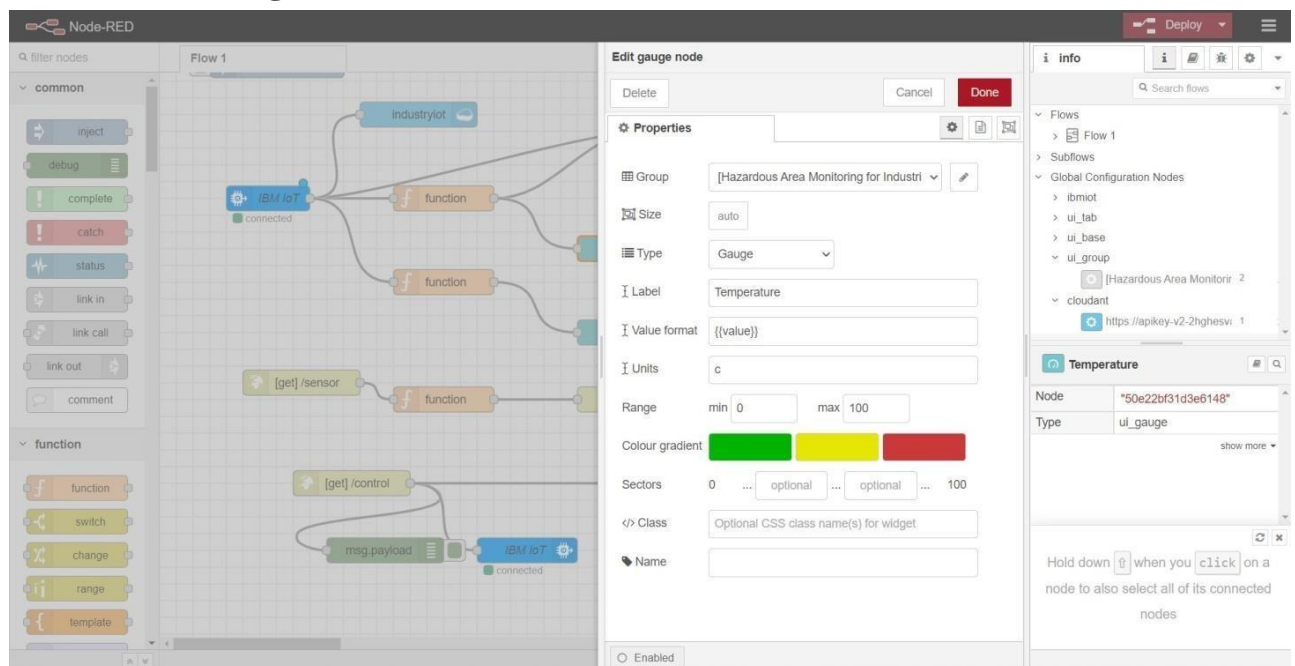 Node-RED
Deploy
filter nodes
Flow 1
common
inject
debug
complete
catch
status
link in
link call
link out
comment
function
function
switch
change
range
template
industryiot
IBM IoT
connected
function
function
[get] /sensor
function
[get] /control
msg.payload
IBM IoT
connected
Edit gauge node
Delete
Cancel
Done
Properties
Group
[Hazardous Area Monitoring for Industri
Size
auto
Type
Gauge
Label
Temperature
Value format
{{value}}
Units
c
Range
min 0
max 100
Colour gradient
Sectors
0 ... optional ... optional ... 100
</> Class
Optional CSS class name(s) for widget
Name
Enabled
i info
i
Search flows
Flows
Flow 1
Subflows
Global Configuration Nodes
ibmiot
ui_tab
ui_base
ui_group
[Hazardous Area Monitorir 2
cloudant
https://apikey-v2-2hghesv 1
Temperature
Node "50e22bf31d3e6148"
Type ui_gauge
show more
Hold down ⇧ when you click on a
node to also select all of its connected
nodes